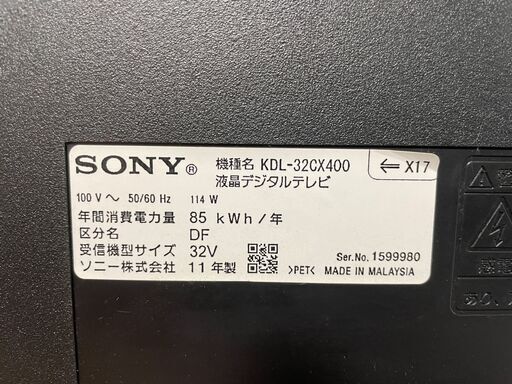 SONY® 機種名 KDL-32CX400
液晶デジタルテレビ
⇐ X17
100 V ～ 50/60 Hz 114 W
年間消費電力量 85 kWh/年
区分名 DF
受信機型サイズ 32V
ソニー株式会社 11年製
Ser.No. 1599980
>PET< MADE IN MALAYSIA